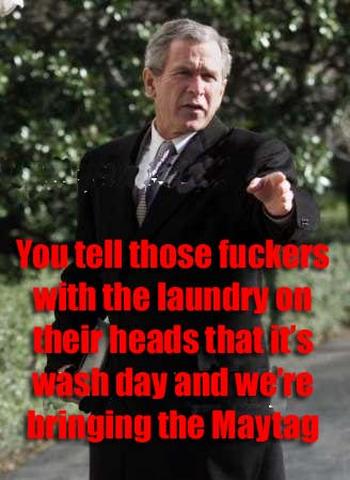 You tell those fuckers
with the laundry on
their heads that it's
wash day and we're
bringing the Maytag